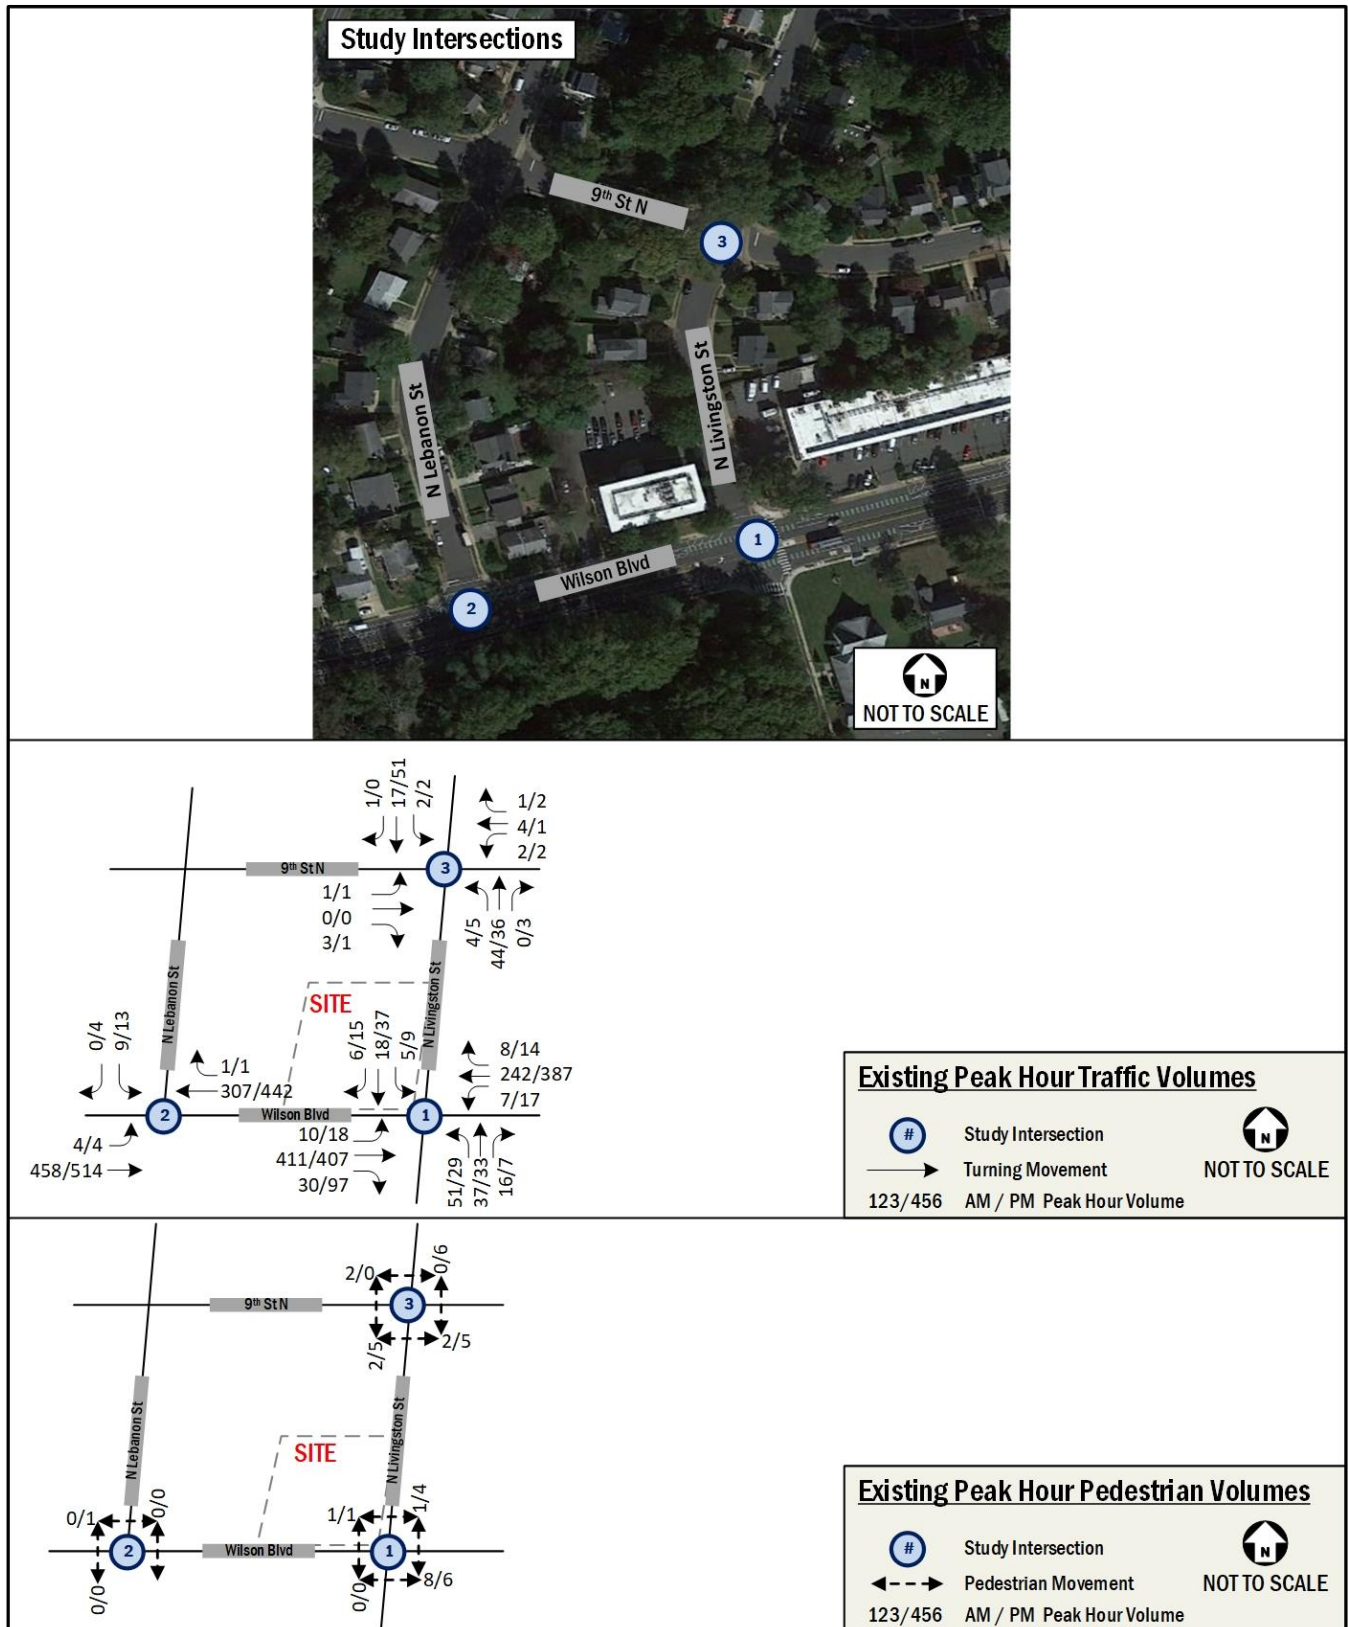 Study Intersections
9th St N
3
N Livingston St
N Lebanon St
1
Wilson Blvd
2
N
NOT TO SCALE
1/0
17/51
2/2
1/2
4/1
2/2
9th St N
3
1/1
0/0
3/1
4/5
44/36
0/3
N Lebanon St
N Livingston St
SITE
0/4
9/13
1/1
307/442
6/15
18/37
5/9
8/14
242/387
7/17
2
Wilson Blvd
1
4/4
458/514
10/18
411/407
30/97
51/29
37/33
16/7
Existing Peak Hour Traffic Volumes
# Study Intersection
Turning Movement
123/456 AM / PM Peak Hour Volume
N
NOT TO SCALE
2/0
0/6
9th St N
3
2/5
2/5
N Lebanon St
N Livingston St
SITE
0/1
0/0
1/1
1/4
2
Wilson Blvd
1
0/0
0/0
8/6
Existing Peak Hour Pedestrian Volumes
# Study Intersection
Pedestrian Movement
123/456 AM / PM Peak Hour Volume
N
NOT TO SCALE